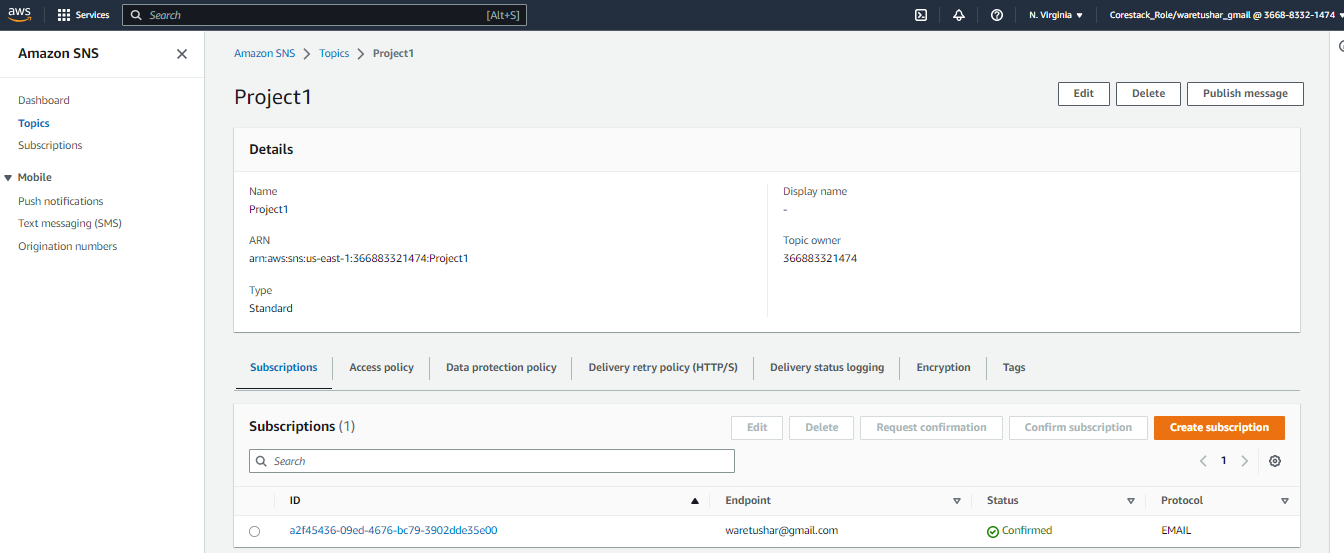 aws Services Search [Alt+S] N. Virginia Corestack_Role/waretushar_gmail @ 3668-8332-1474
Amazon SNS
Dashboard
Topics
Subscriptions
Mobile
Push notifications
Text messaging (SMS)
Origination numbers
Amazon SNS Topics Project1
Project1
Edit Delete Publish message
Details
Name
Project1
ARN
arn:aws:sns:us-east-1:366883321474:Project1
Type
Standard
Display name
-
Topic owner
366883321474
Subscriptions Access policy Data protection policy Delivery retry policy (HTTP/S) Delivery status logging Encryption Tags
Subscriptions (1) Edit Delete Request confirmation Confirm subscription Create subscription
Search 1
ID Endpoint Status Protocol
a2f45436-09ed-4676-bc79-3902dde35e00 waretushar@gmail.com Confirmed EMAIL